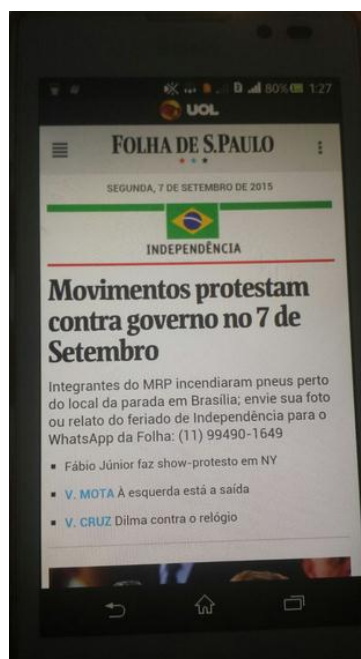 D 80% 1:27
UOL
FOLHA DE S.PAULO
SEGUNDA, 7 DE SETEMBRO DE 2015
INDEPENDÊNCIA
Movimentos protestam
contra governo no 7 de
Setembro
Integrantes do MRP incendiaram pneus perto
do local da parada em Brasília; envie sua foto
ou relato do feriado de Independência para o
WhatsApp da Folha: (11) 99490-1649
Fábio Júnior faz show-protesto em NY
V. MOTA À esquerda está a saída
V. CRUZ Dilma contra o relógio